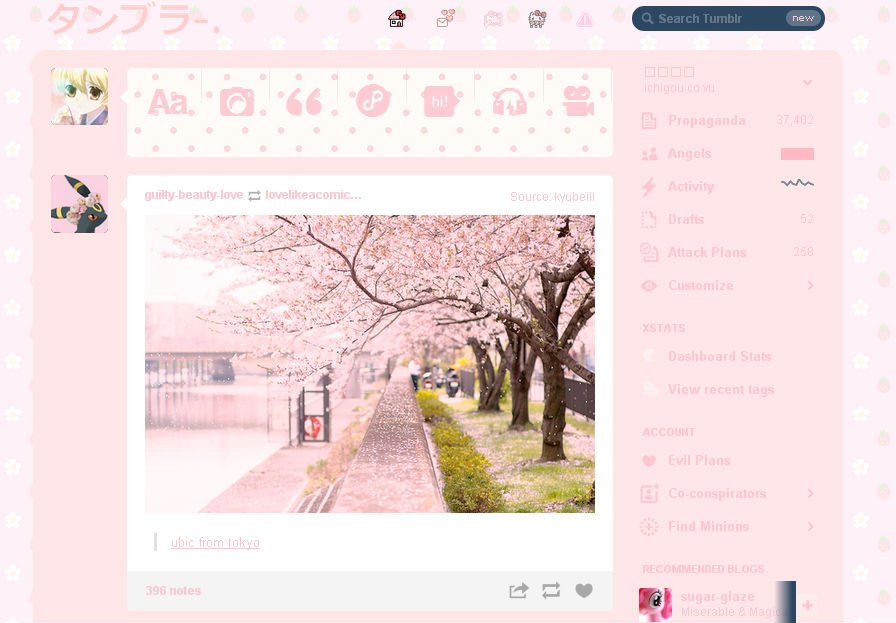 タンブラー.
Search Tumblr
new
Aa
hi!
ichigou.co.vu
Propaganda 37,402
Angels
Activity
Drafts 52
Attack Plans 258
Customize
XSTATS
Dashboard Stats
View recent tags
ACCOUNT
Evil Plans
Co-conspirators
Find Minions
RECOMMENDED BLOGS
sugar-glaze
Miserable & Magic
guilty-beauty-love lovelikeacomic...
Source: kyubeiii
ubic from tokyo
396 notes